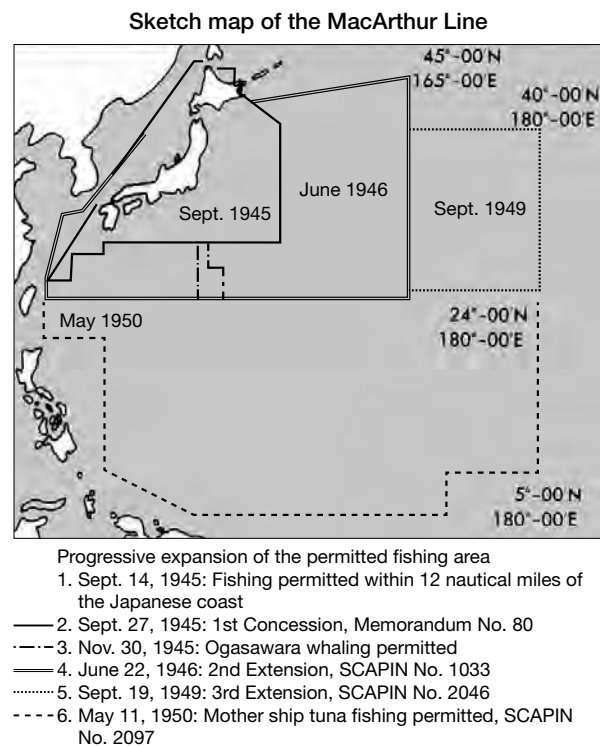 Sketch map of the MacArthur Line
45°-00'N
165°-00'E
40°-00'N
180°-00'E
June 1946
Sept. 1945
Sept. 1949
May 1950
24°-00'N
180°-00'E
5°-00'N
180°-00'E
Progressive expansion of the permitted fishing area
1. Sept. 14, 1945: Fishing permitted within 12 nautical miles of
the Japanese coast
2. Sept. 27, 1945: 1st Concession, Memorandum No. 80
3. Nov. 30, 1945: Ogasawara whaling permitted
4. June 22, 1946: 2nd Extension, SCAPIN No. 1033
5. Sept. 19, 1949: 3rd Extension, SCAPIN No. 2046
6. May 11, 1950: Mother ship tuna fishing permitted, SCAPIN
No. 2097